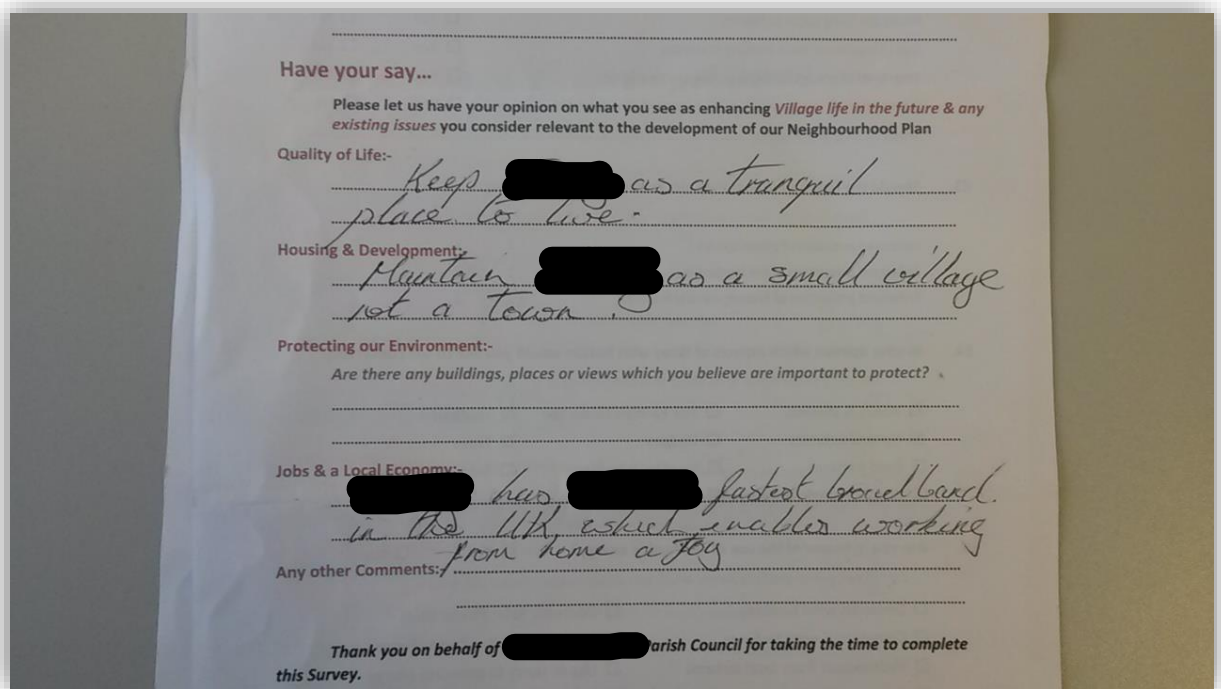 Have your say...
Please let us have your opinion on what you see as enhancing Village life in the future & any
existing issues you consider relevant to the development of our Neighbourhood Plan
Quality of Life:-
Keep as a tranquil
place to live.
Housing & Development:-
Maintain as a small village
not a town.
Protecting our Environment:-
Are there any buildings, places or views which you believe are important to protect?
Jobs & a Local Economy:-
has fastest broadband.
in the UK, which enables working
from home a Joy
Any other Comments:-
Thank you on behalf of arish Council for taking the time to complete
this Survey.